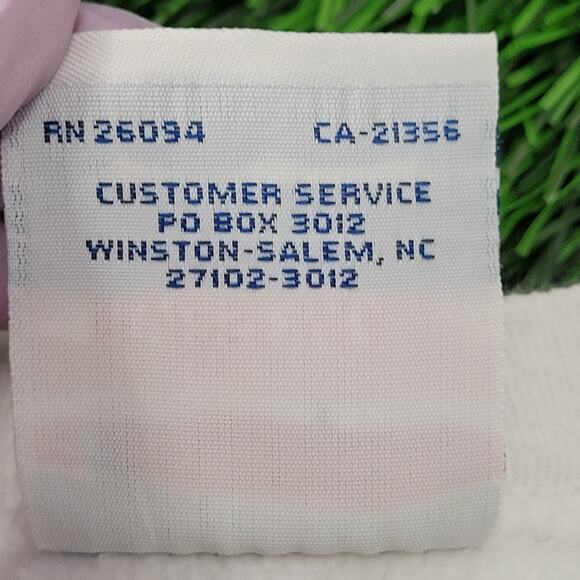 RN 26094 CA-21356
CUSTOMER SERVICE
PO BOX 3012
WINSTON-SALEM, NC
27102-3012